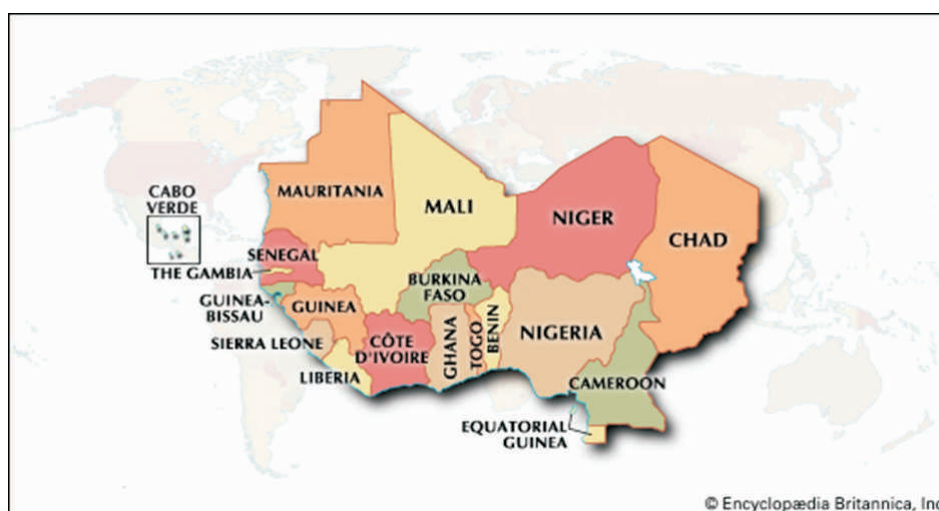 MAURITANIA
CABO
VERDE
MALI
NIGER
CHAD
SENEGAL
THE GAMBIA
BURKINA
FASO
GUINEA-
BISSAU
GUINEA
SIERRA LEONE
CÔTE
D'IVOIRE
GHANA
TOGO
BENIN
NIGERIA
LIBERIA
CAMEROON
EQUATORIAL
GUINEA
© Encyclopædia Britannica, Inc